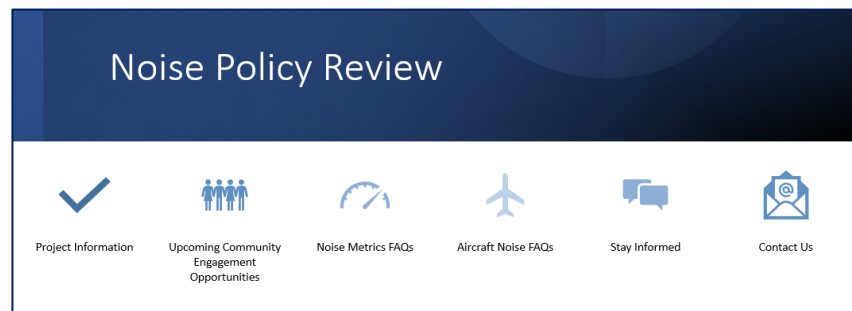 Noise Policy Review
Project Information
Upcoming Community
Engagement
Opportunities
Noise Metrics FAQs
Aircraft Noise FAQs
Stay Informed
@
Contact Us